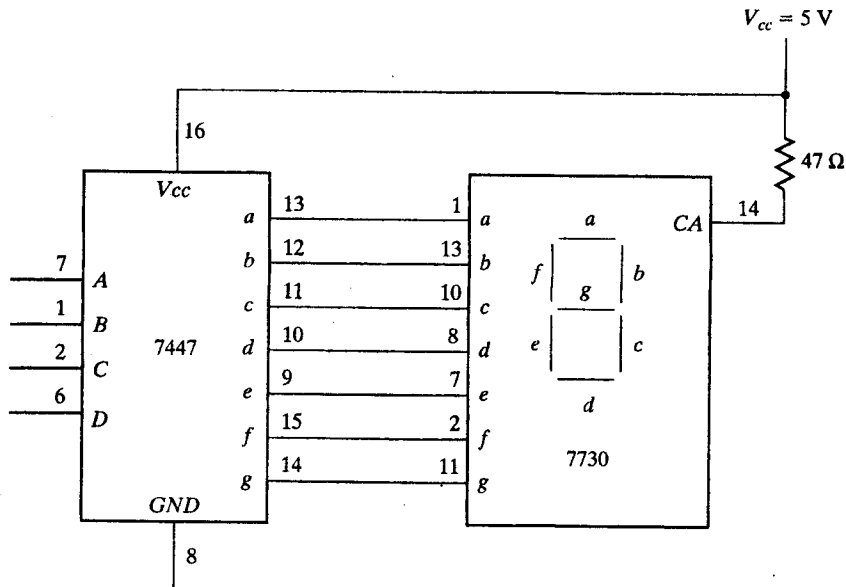 V_cc = 5 V
16
47 Ω
Vcc
a 13 1 a
CA 14
a
b 12 13 b
7 A
f b
g
c 11 10 c
1 B
7447
d 10 8 d
e c
2 C
e 9 7 e
d
6 D
f 15 2 f
7730
g 14 11 g
GND
8